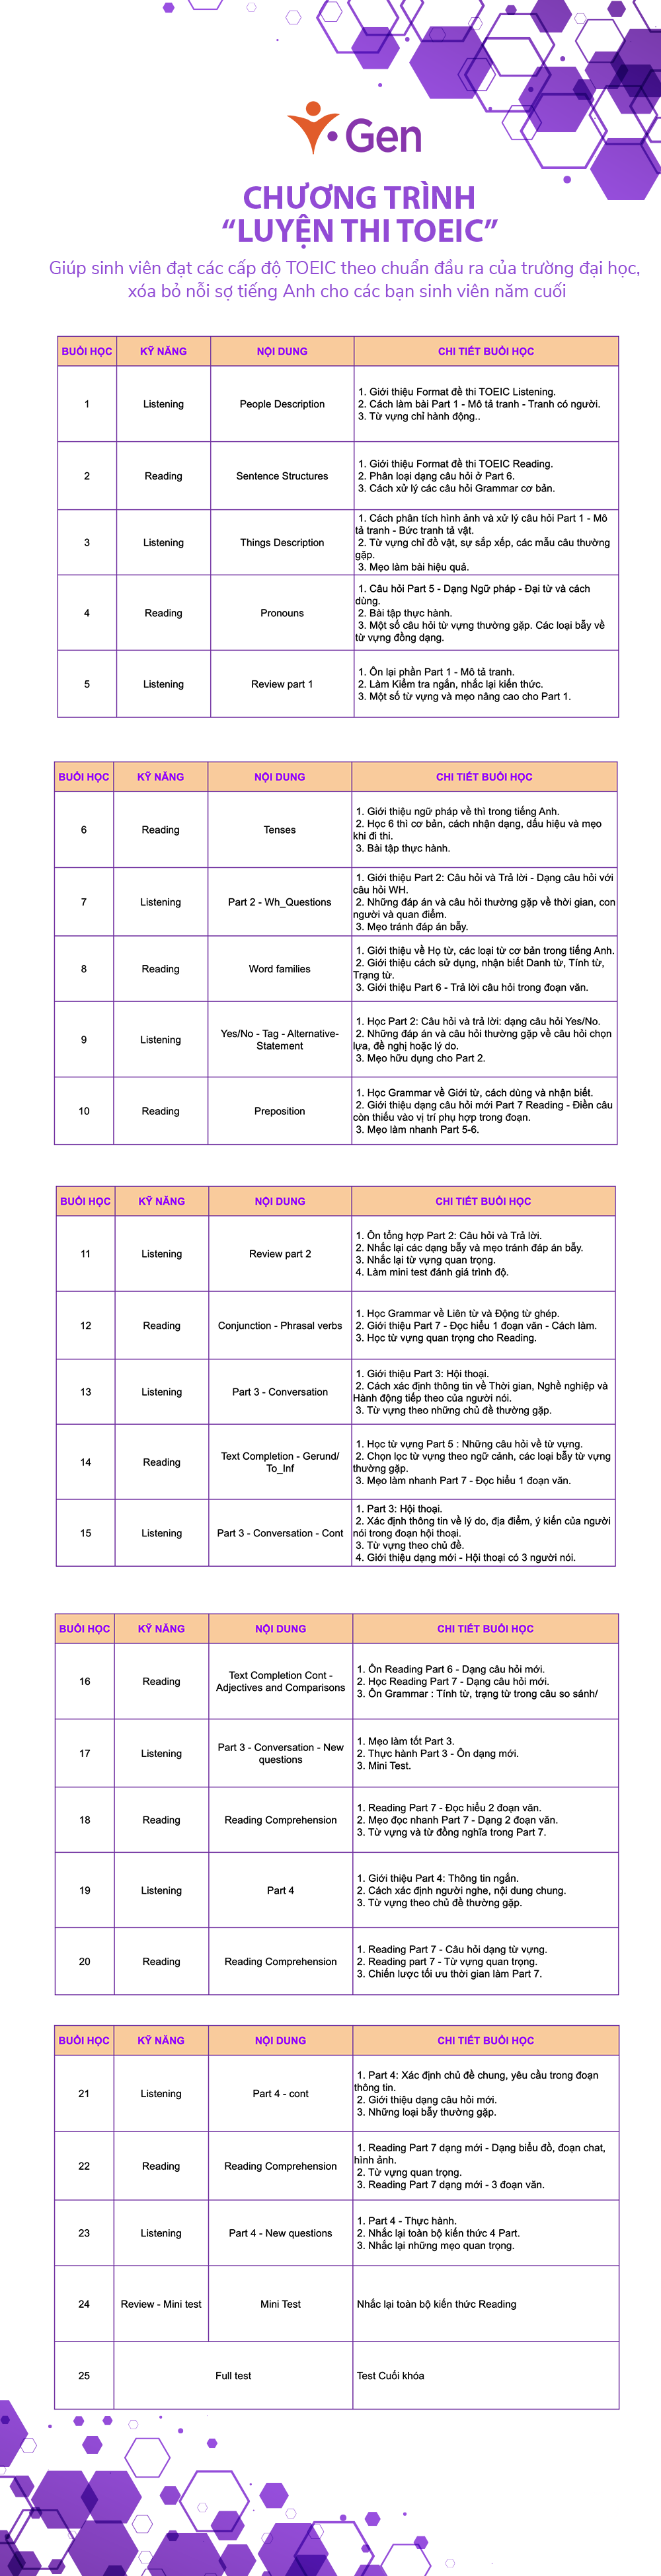 Gen
CHƯƠNG TRÌNH
“LUYỆN THI TOEIC”
Giúp sinh viên đạt các cấp độ TOEIC theo chuẩn đầu ra của trường đại học,
xóa bỏ nỗi sợ tiếng Anh cho các bạn sinh viên năm cuối
BUỔI HỌC KỸ NĂNG NỘI DUNG CHI TIẾT BUỔI HỌC
1 Listening People Description
1. Giới thiệu Format đề thi TOEIC Listening.
2. Cách làm bài Part 1 - Mô tả tranh - Tranh có người.
3. Từ vựng chỉ hành động..
2 Reading Sentence Structures
1. Giới thiệu Format đề thi TOEIC Reading.
2. Phân loại dạng câu hỏi ở Part 6.
3. Cách xử lý các câu hỏi Grammar cơ bản.
3 Listening Things Description
1. Cách phân tích hình ảnh và xử lý câu hỏi Part 1 - Mô
tả tranh - Bức tranh tả vật.
2. Từ vựng chỉ đồ vật, sự sắp xếp, các mẫu câu thường
gặp.
3. Mẹo làm bài hiệu quả.
4 Reading Pronouns
1. Câu hỏi Part 5 - Dạng Ngữ pháp - Đại từ và cách
dùng.
2. Bài tập thực hành.
3. Một số câu hỏi từ vựng thường gặp. Các loại bẫy về
từ vựng đồng dạng.
5 Listening Review part 1
1. Ôn lại phần Part 1 - Mô tả tranh.
2. Làm Kiểm tra ngắn, nhắc lại kiến thức.
3. Một số từ vựng và mẹo nâng cao cho Part 1.
BUỔI HỌC KỸ NĂNG NỘI DUNG CHI TIẾT BUỔI HỌC
6 Reading Tenses
1. Giới thiệu ngữ pháp về thì trong tiếng Anh.
2. Học 6 thì cơ bản, cách nhận dạng, dấu hiệu và mẹo
khi đi thi.
3. Bài tập thực hành.
7 Listening Part 2 - Wh_Questions
1. Giới thiệu Part 2: Câu hỏi và Trả lời - Dạng câu hỏi với
câu hỏi WH.
2. Những đáp án và câu hỏi thường gặp về thời gian, con
người và quan điểm.
3. Mẹo tránh đáp án bẫy.
8 Reading Word families
1. Giới thiệu về Họ từ, các loại từ cơ bản trong tiếng Anh.
2. Giới thiệu cách sử dụng, nhận biết Danh từ, Tính từ,
Trạng từ.
3. Giới thiệu Part 6 - Trả lời câu hỏi trong đoạn văn.
9 Listening Yes/No - Tag - Alternative-
Statement
1. Học Part 2: Câu hỏi và trả lời: dạng câu hỏi Yes/No.
2. Những đáp án và câu hỏi thường gặp về câu hỏi chọn
lựa, đề nghị hoặc lý do.
3. Mẹo hữu dụng cho Part 2.
10 Reading Preposition
1. Học Grammar về Giới từ, cách dùng và nhận biết.
2. Giới thiệu dạng câu hỏi mới Part 7 Reading - Điền câu
còn thiếu vào vị trí phụ hợp trong đoạn.
3. Mẹo làm nhanh Part 5-6.
BUỔI HỌC KỸ NĂNG NỘI DUNG CHI TIẾT BUỔI HỌC
11 Listening Review part 2
1. Ôn tổng hợp Part 2: Câu hỏi và Trả lời.
2. Nhắc lại các dạng bẫy và mẹo tránh đáp án bẫy.
3. Nhắc lại từ vựng quan trọng.
4. Làm mini test đánh giá trình độ.
12 Reading Conjunction - Phrasal verbs
1. Học Grammar về Liên từ và Động từ ghép.
2. Giới thiệu Part 7 - Đọc hiểu 1 đoạn văn - Cách làm.
3. Học từ vựng quan trọng cho Reading.
13 Listening Part 3 - Conversation
1. Giới thiệu Part 3: Hội thoại.
2. Cách xác định thông tin về Thời gian, Nghề nghiệp và
Hành động tiếp theo của người nói.
3. Từ vựng theo những chủ đề thường gặp.
14 Reading Text Completion - Gerund/
To_Inf
1. Học từ vựng Part 5 : Những câu hỏi về từ vựng.
2. Chọn lọc từ vựng theo ngữ cảnh, các loại bẫy từ vựng
thường gặp.
3. Mẹo làm nhanh Part 7 - Đọc hiểu 1 đoạn văn.
15 Listening Part 3 - Conversation - Cont
1. Part 3: Hội thoại.
2. Xác định thông tin về lý do, địa điểm, ý kiến của người
nói trong đoạn hội thoại.
3. Từ vựng theo chủ đề.
4. Giới thiệu dạng mới - Hội thoại có 3 người nói.
BUỔI HỌC KỸ NĂNG NỘI DUNG CHI TIẾT BUỔI HỌC
16 Reading Text Completion Cont -
Adjectives and Comparisons
1. Ôn Reading Part 6 - Dạng câu hỏi mới.
2. Học Reading Part 7 - Dạng câu hỏi mới.
3. Ôn Grammar : Tính từ, trạng từ trong câu so sánh/
17 Listening Part 3 - Conversation - New
questions
1. Mẹo làm tốt Part 3.
2. Thực hành Part 3 - Ôn dạng mới.
3. Mini Test.
18 Reading Reading Comprehension
1. Reading Part 7 - Đọc hiểu 2 đoạn văn.
2. Mẹo đọc nhanh Part 7 - Dạng 2 đoạn văn.
3. Từ vựng và từ đồng nghĩa trong Part 7.
19 Listening Part 4
1. Giới thiệu Part 4: Thông tin ngắn.
2. Cách xác định người nghe, nội dung chung.
3. Từ vựng theo chủ đề thường gặp.
20 Reading Reading Comprehension
1. Reading Part 7 - Câu hỏi dạng từ vựng.
2. Reading part 7 - Từ vựng quan trọng.
3. Chiến lược tối ưu thời gian làm Part 7.
BUỔI HỌC KỸ NĂNG NỘI DUNG CHI TIẾT BUỔI HỌC
21 Listening Part 4 - cont
1. Part 4: Xác định chủ đề chung, yêu cầu trong đoạn
thông tin.
2. Giới thiệu dạng câu hỏi mới.
3. Những loại bẫy thường gặp.
22 Reading Reading Comprehension
1. Reading Part 7 dạng mới - Dạng biểu đồ, đoạn chat,
hình ảnh.
2. Từ vựng quan trọng.
3. Reading Part 7 dạng mới - 3 đoạn văn.
23 Listening Part 4 - New questions
1. Part 4 - Thực hành.
2. Nhắc lại toàn bộ kiến thức 4 Part.
3. Nhắc lại những mẹo quan trọng.
24 Review - Mini test Mini Test Nhắc lại toàn bộ kiến thức Reading
25 Full test Test Cuối khóa